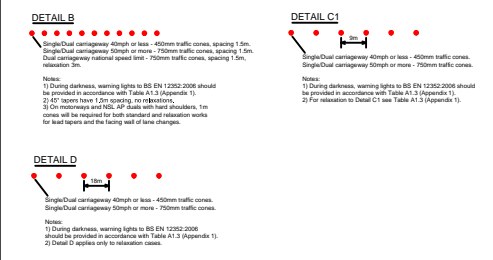 DETAIL B
Single/Dual carriageway 40mph or less - 450mm traffic cones, spacing 1.5m.
Single/Dual carriageway 50mph or more - 750mm traffic cones, spacing 1.5m.
Dual carriageway national speed limit - 750mm traffic cones, spacing 1.5m,
relaxation 3m.
Notes:
1) During darkness, warning lights to BS EN 12352:2006 should
be provided in accordance with Table A1.3 (Appendix 1).
2) 45° tapers have 1.5m spacing, no relaxations.
3) On motorways and NSL AP duals with hard shoulders, 1m
cones will be required for both standard and relaxation works
for lead tapers and the facing wall of lane changes.
DETAIL C1
9m
Single/Dual carriageway 40mph or less - 450mm traffic cones.
Single/Dual carriageway 50mph or more - 750mm traffic cones.
Notes:
1) During darkness, warning lights to BS EN 12352:2006 should
be provided in accordance with Table A1.3 (Appendix 1).
2) For relaxation to Detail C1 see Table A1.3 (Appendix 1).
DETAIL D
18m
Single/Dual carriageway 40mph or less - 450mm traffic cones.
Single/Dual carriageway 50mph or more - 750mm traffic cones.
Notes:
1) During darkness, warning lights to BS EN 12352:2006
should be provided in accordance with Table A1.3 (Appendix 1).
2) Detail D applies only to relaxation cases.